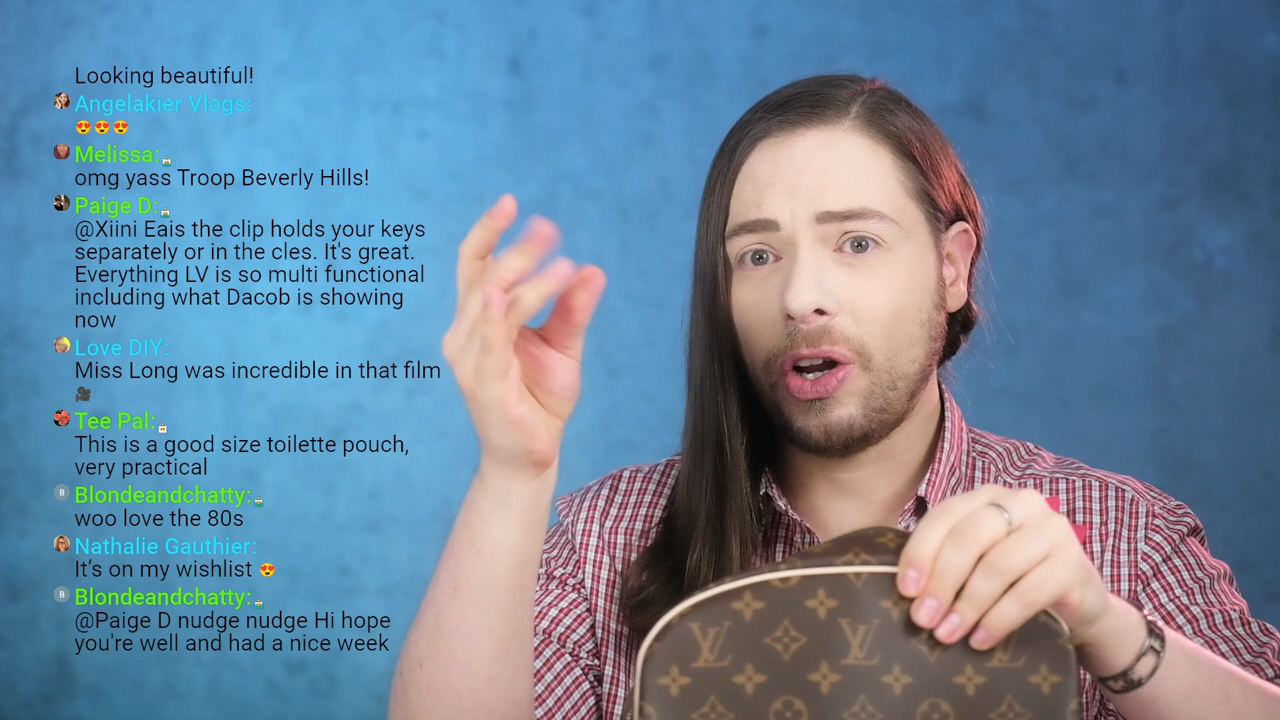 Looking beautiful!
Angelakier Vlogs:
😍😍😍
Melissa:
omg yass Troop Beverly Hills!
Paige D:
@Xiini Eais the clip holds your keys
separately or in the cles. It's great.
Everything LV is so multi functional
including what Dacob is showing
now
Love DIY:
Miss Long was incredible in that film
🎥
Tee Pal:
This is a good size toilette pouch,
very practical
B Blondeandchatty:
woo love the 80s
Nathalie Gauthier:
It’s on my wishlist 😍
B Blondeandchatty:
@Paige D nudge nudge Hi hope
you're well and had a nice week
LV LV LV